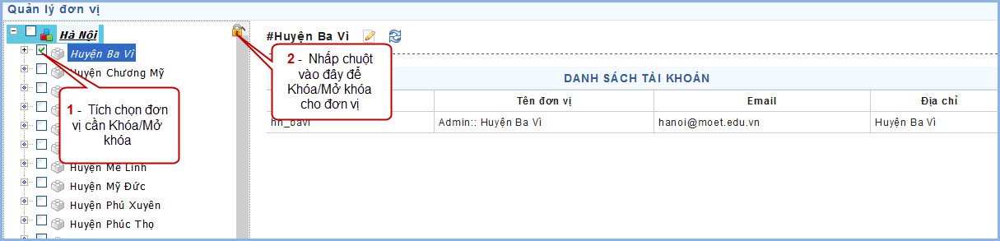 Quản lý đơn vị
Hà Nội
Huyện Ba Vì
Huyện Chương Mỹ
1 - Tích chọn đơn
vị cần Khóa/Mở
khóa
Huyện Mê Linh
Huyện Mỹ Đức
Huyện Phú Xuyên
Huyện Phúc Thọ
#Huyện Ba Vì
2 - Nhấp chuột
vào đây để
Khóa/Mở khóa
cho đơn vị
DANH SÁCH TÀI KHOẢN
Tên đơn vị Email Địa chỉ
hn_bavi Admin:: Huyện Ba Vì hanoi@moet.edu.vn Huyện Ba Vì